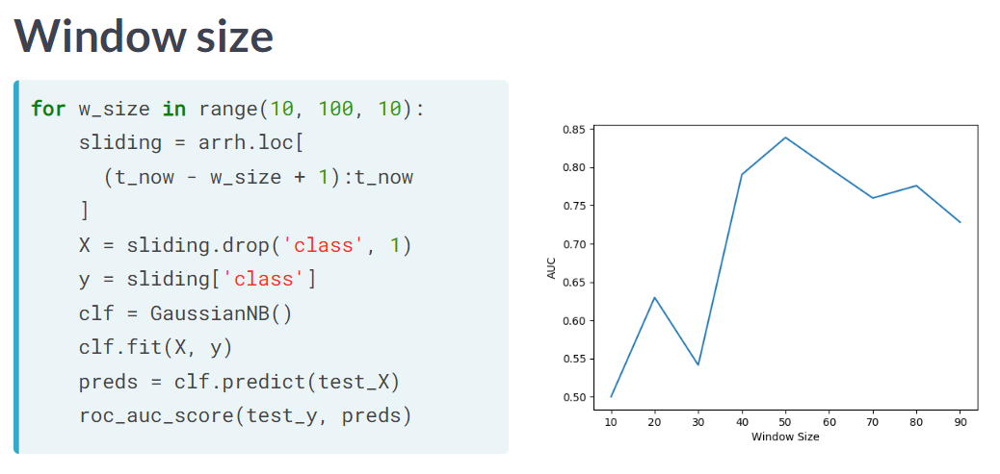 Window size
for w_size in range(10, 100, 10):
    sliding = arrh.loc[
      (t_now - w_size + 1):t_now
    ]
    X = sliding.drop('class', 1)
    y = sliding['class']
    clf = GaussianNB()
    clf.fit(X, y)
    preds = clf.predict(test_X)
    roc_auc_score(test_y, preds)
0.85
0.80
0.75
0.70
0.65
0.60
0.55
0.50
AUC
10 20 30 40 50 60 70 80 90
Window Size